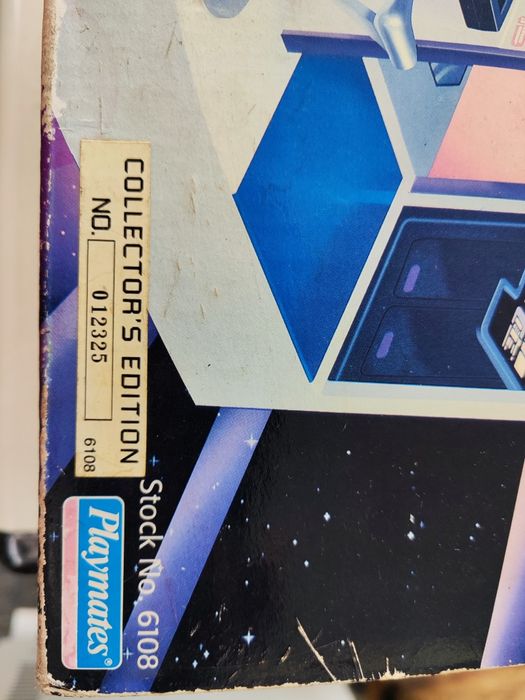 COLLECTOR'S EDITION
NO. 012325
6108
Stock No. 6108
Playmates®